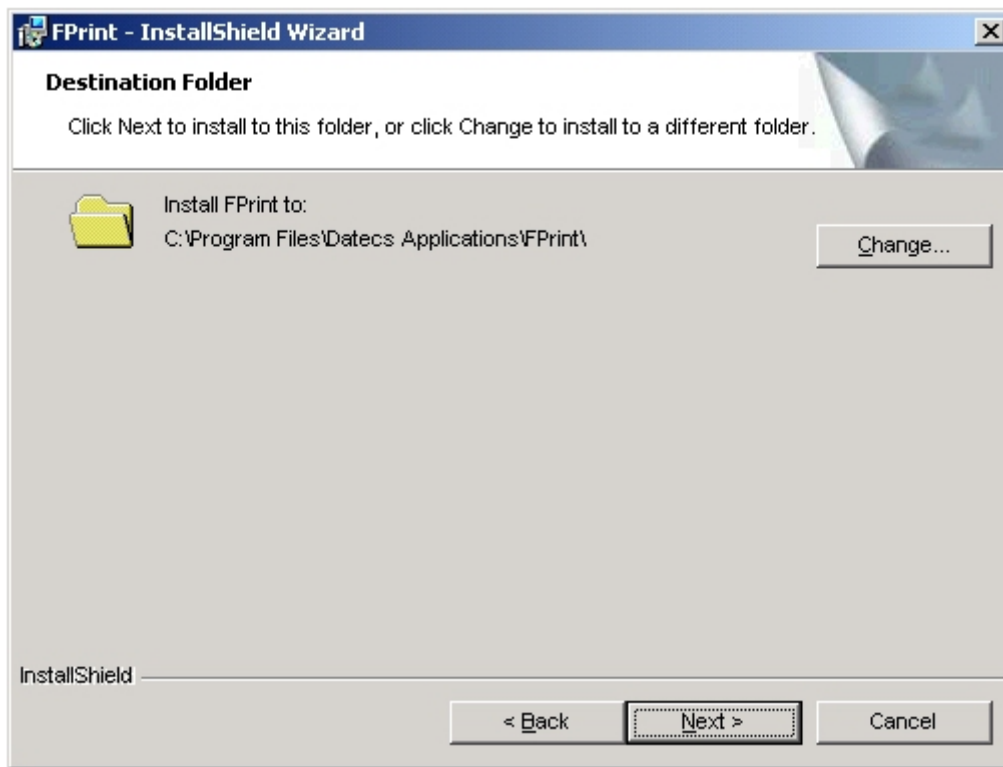 FPrint - InstallShield Wizard
Destination Folder
Click Next to install to this folder, or click Change to install to a different folder.
Install FPrint to:
C:\Program Files\Datecs Applications\FPrint\
Change...
InstallShield
< Back
Next >
Cancel